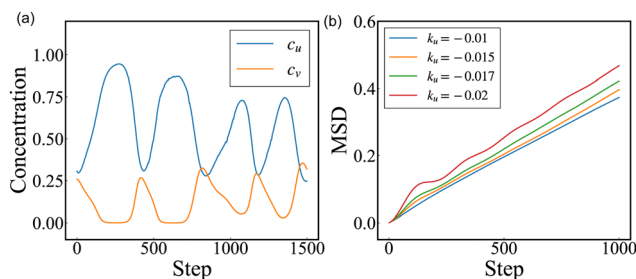 (a)
Concentration
1.00
0.75
0.50
0.25
0.00
c_u
c_v
0
500
1000
1500
Step
(b)
MSD
0.6
0.4
0.2
0.0
k_u = −0.01
k_u = −0.015
k_u = −0.017
k_u = −0.02
0
500
1000
Step